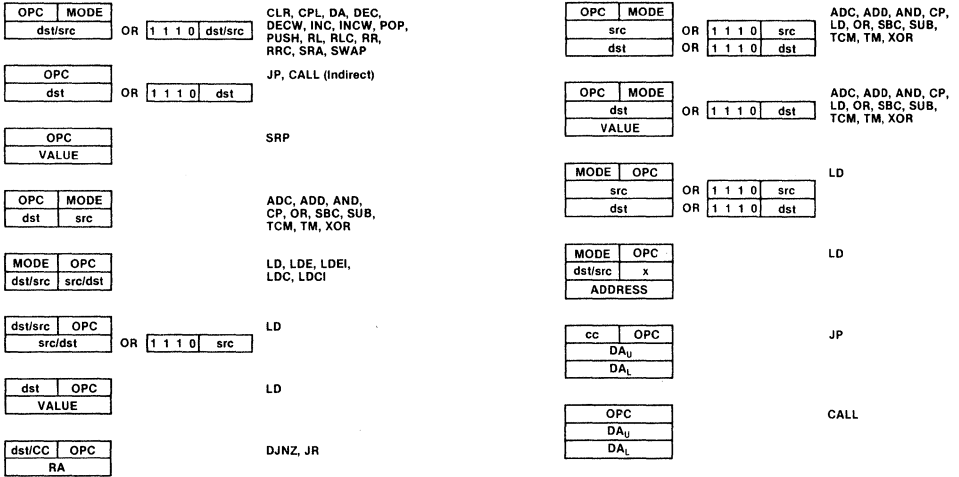 OPC MODE
dst/src OR 1 1 1 0 dst/src
CLR, CPL, DA, DEC,
DECW, INC, INCW, POP,
PUSH, RL, RLC, RR,
RRC, SRA, SWAP
OPC
dst OR 1 1 1 0 dst
JP, CALL (Indirect)
OPC
VALUE
SRP
OPC MODE
dst src
ADC, ADD, AND,
CP, OR, SBC, SUB,
TCM, TM, XOR
MODE OPC
dst/src src/dst
LD, LDE, LDEI,
LDC, LDCI
dst/src OPC
src/dst OR 1 1 1 0 src
LD
dst OPC
VALUE
LD
dst/CC OPC
RA
DJNZ, JR
OPC MODE
src OR 1 1 1 0 src
dst OR 1 1 1 0 dst
ADC, ADD, AND, CP,
LD, OR, SBC, SUB,
TCM, TM, XOR
OPC MODE
dst OR 1 1 1 0 dst
VALUE
ADC, ADD, AND, CP,
LD, OR, SBC, SUB,
TCM, TM, XOR
MODE OPC
src OR 1 1 1 0 src
dst OR 1 1 1 0 dst
LD
MODE OPC
dst/src x
ADDRESS
LD
cc OPC
DAU
DAL
JP
OPC
DAU
DAL
CALL